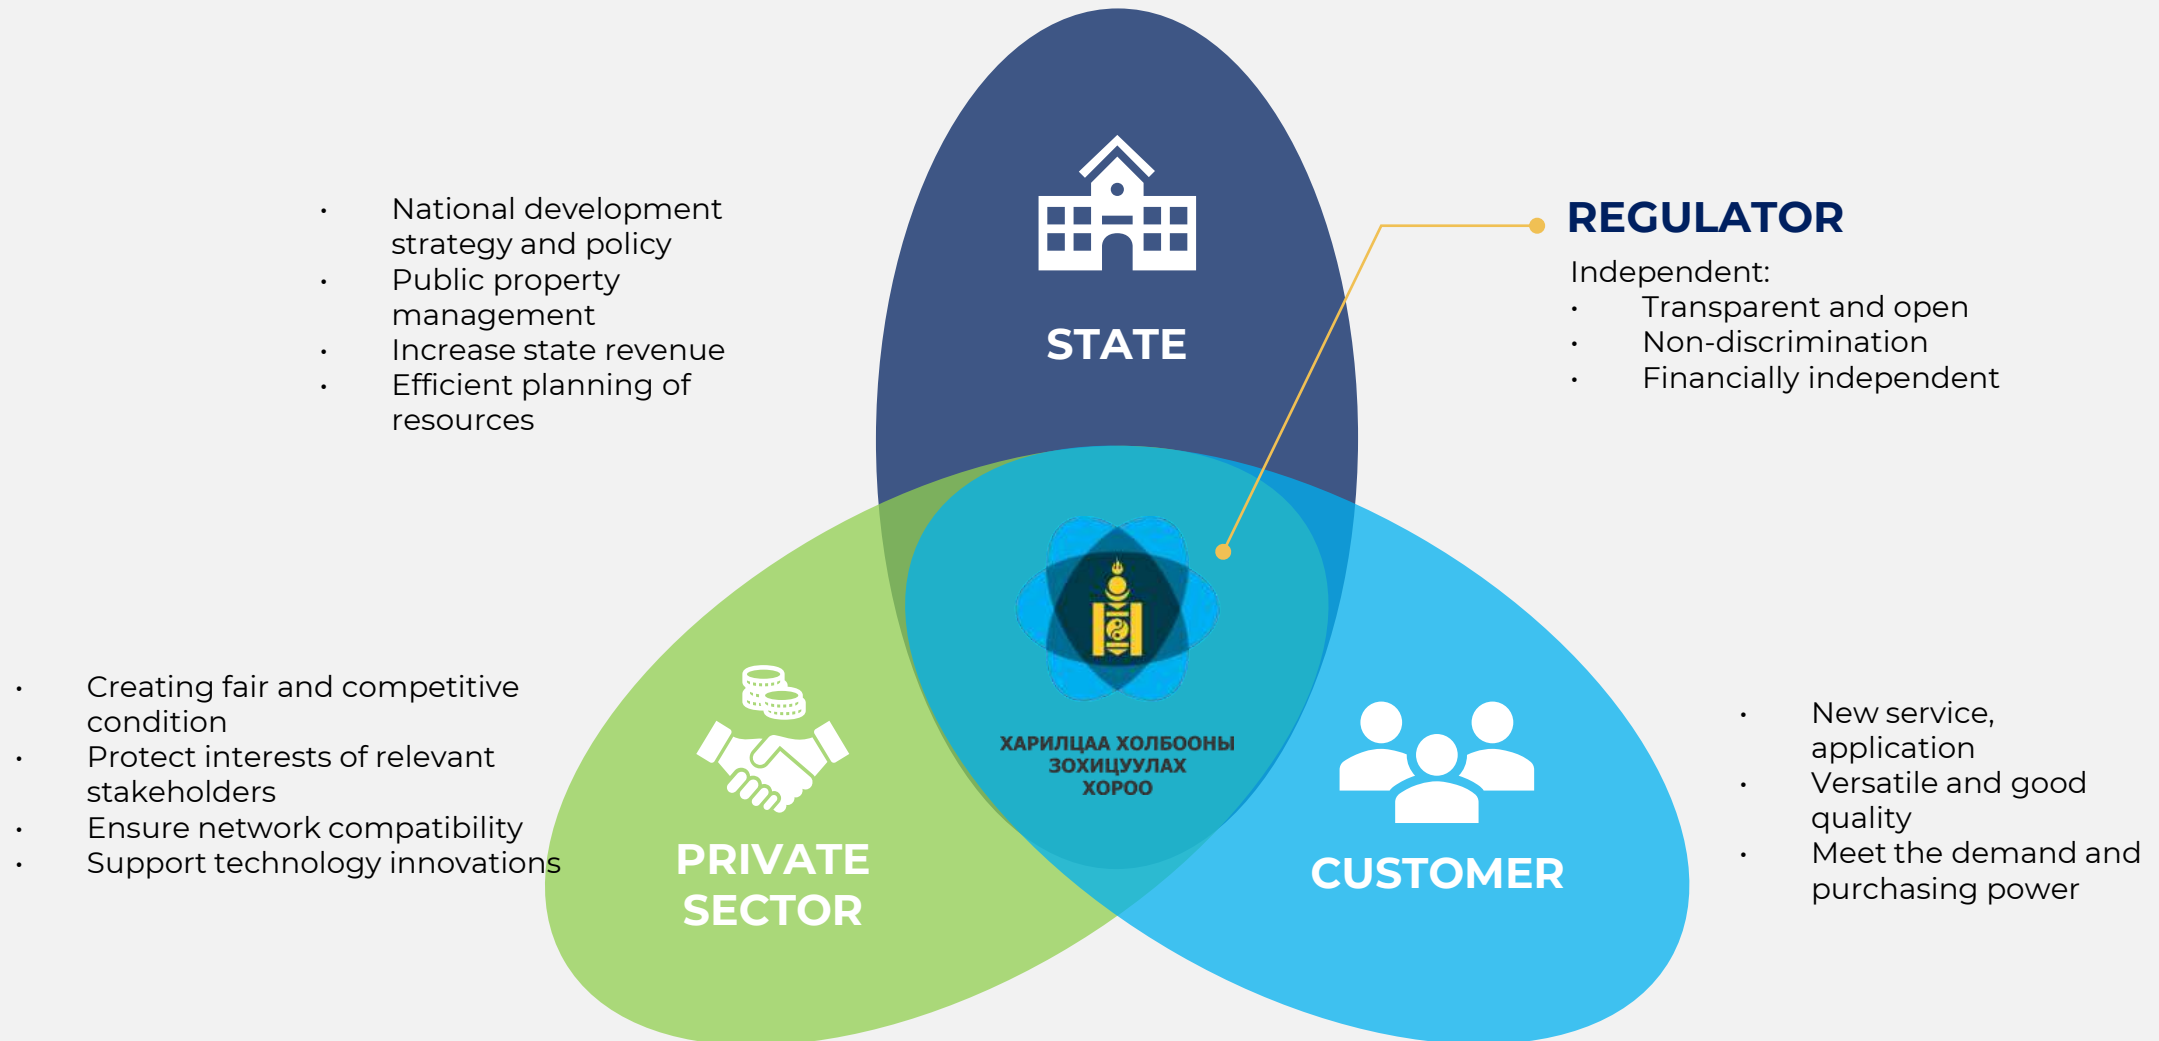 STATE
• National development
strategy and policy
• Public property
management
• Increase state revenue
• Efficient planning of
resources
REGULATOR
Independent:
• Transparent and open
• Non-discrimination
• Financially independent
ХАРИЛЦАА ХОЛБООНЫ
ЗОХИЦУУЛАХ
ХОРОО
• Creating fair and competitive
condition
• Protect interests of relevant
stakeholders
• Ensure network compatibility
• Support technology innovations
PRIVATE
SECTOR
CUSTOMER
• New service,
application
• Versatile and good
quality
• Meet the demand and
purchasing power